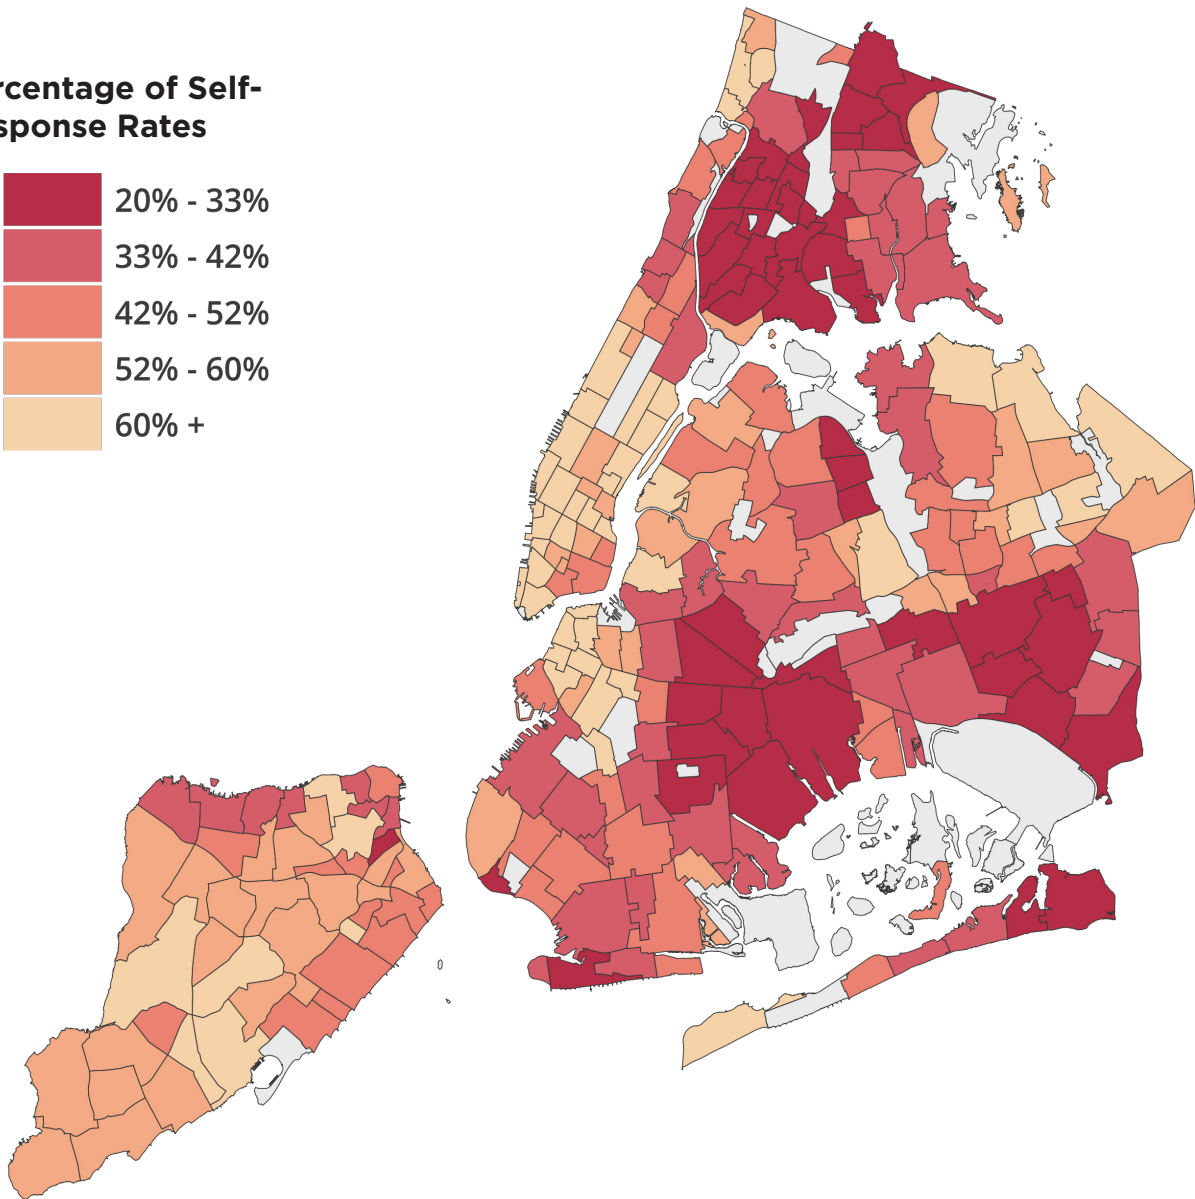 rcentage of Self-
sponse Rates
20% - 33%
33% - 42%
42% - 52%
52% - 60%
60% +